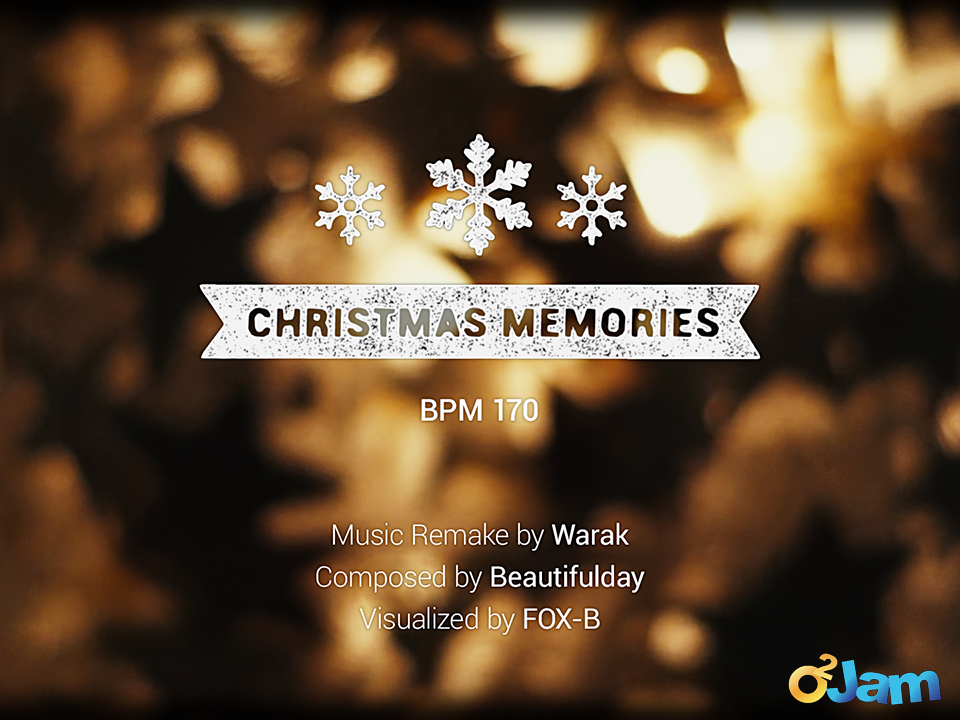 CHRISTMAS MEMORIES
BPM 170
Music Remake by Warak
Composed by Beautifulday
Visualized by FOX-B
O2Jam